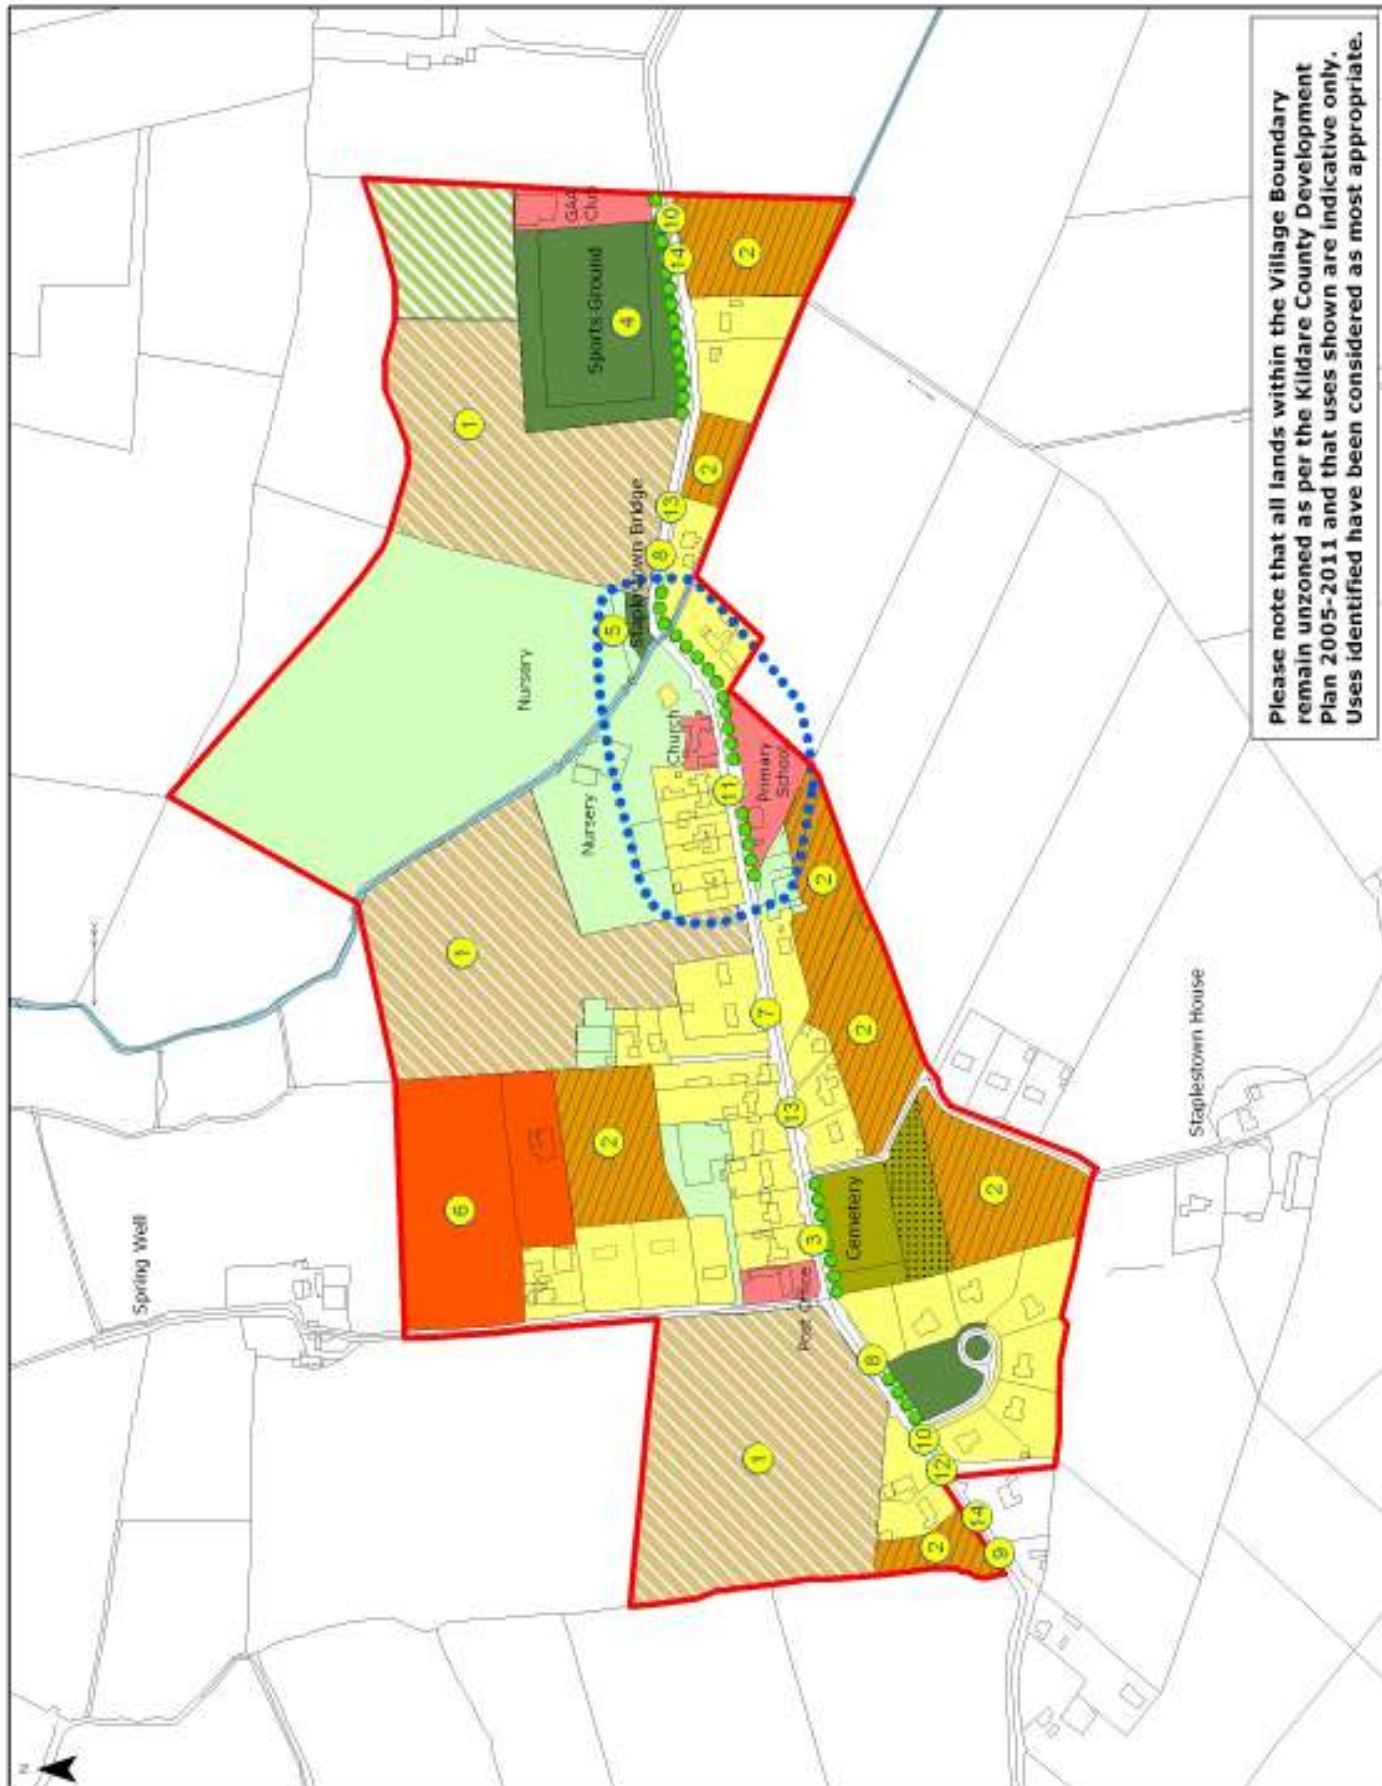 N
Spring Well
6
1
1
Nursery
GAA
Club
Nursery
Sports Ground
2
5
4
Staplestown Bridge
8
13
10
14
Church
2
11
2
1
Primary
School
7
13
Post Office
3
2
Cemetery
2
8
10
2
12
14
2
9
Staplestown House
Please note that all lands within the Village Boundary
remain unzoned as per the Kildare County Development
Plan 2005-2011 and that uses shown are indicative only.
Uses identified have been considered as most appropriate.